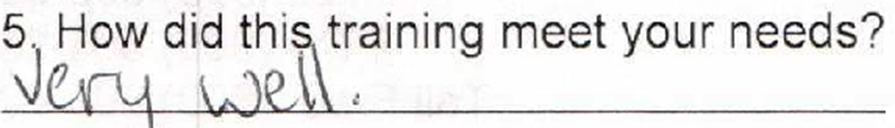 5. How did this training meet your needs?
Very well.